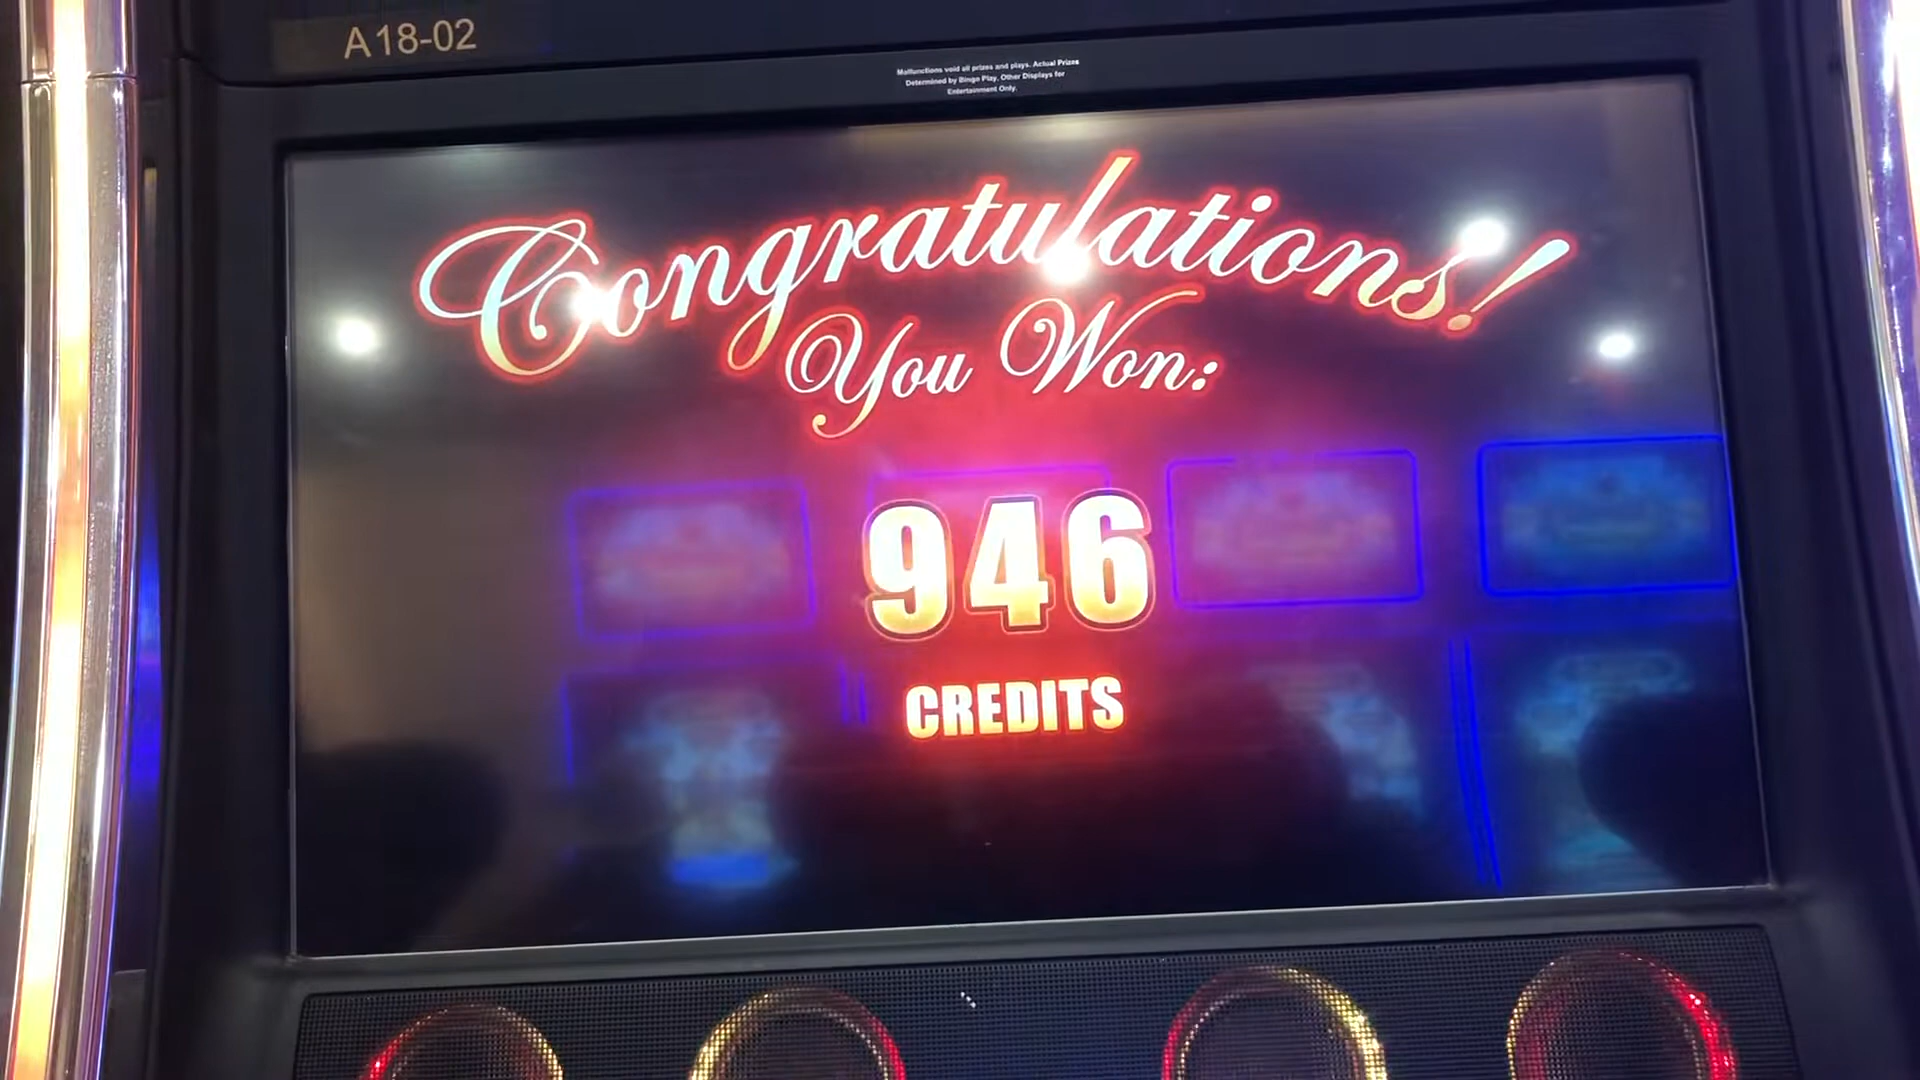 A18-02
Malfunctions void all prizes and plays. Actual Prizes
Determined by Bingo Play. Other Displays for
Entertainment Only.
Congratulations!
You Won:
946
CREDITS